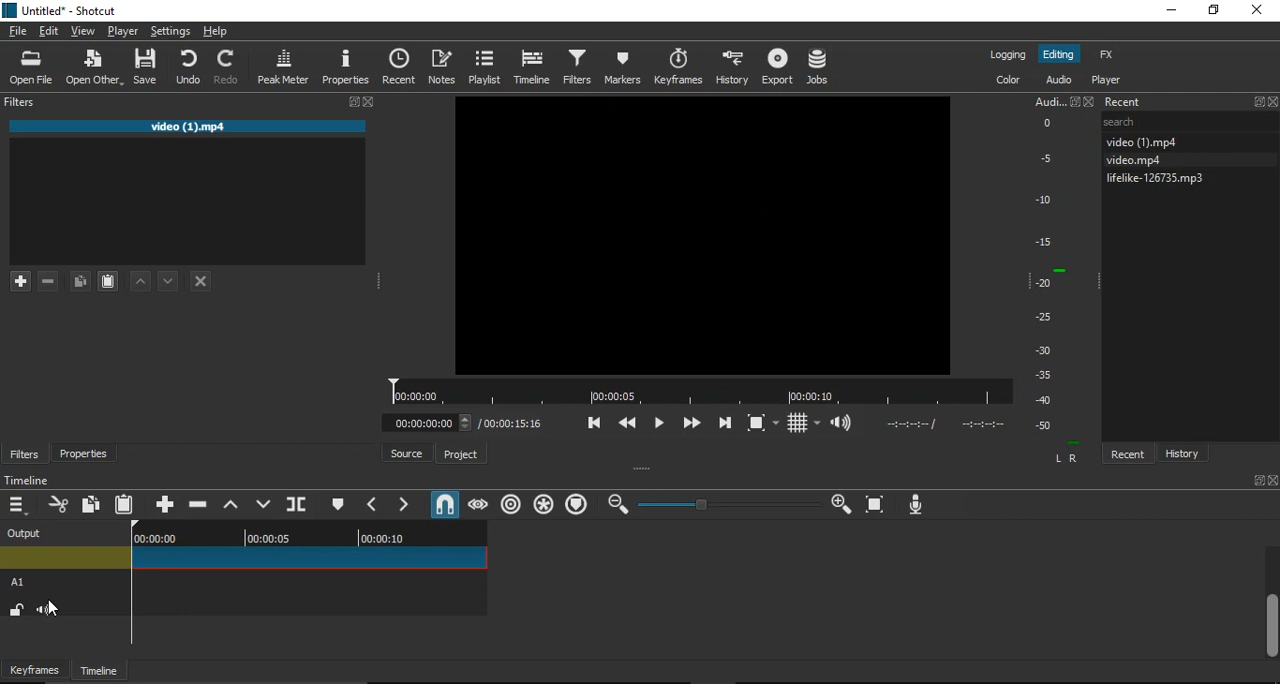 Untitled* - Shotcut
File Edit View Player Settings Help
Open File Open Other Save Undo Redo Peak Meter Properties Recent Notes Playlist Timeline Filters Markers Keyframes History Export Jobs
Logging Editing FX
Color Audio Player
Filters
video (1).mp4
Audi...
0
-5
-10
-15
-20
-25
-30
-35
-40
-50
L R
Recent
search
video (1).mp4
video.mp4
lifelike-126735.mp3
00:00:00 00:00:05 00:00:10
00:00:00:00 / 00:00:15:16
--:--:--:-- / --:--:--:--
Filters Properties
Source Project
Recent History
Timeline
Output
00:00:00 00:00:05 00:00:10
A1
Keyframes Timeline